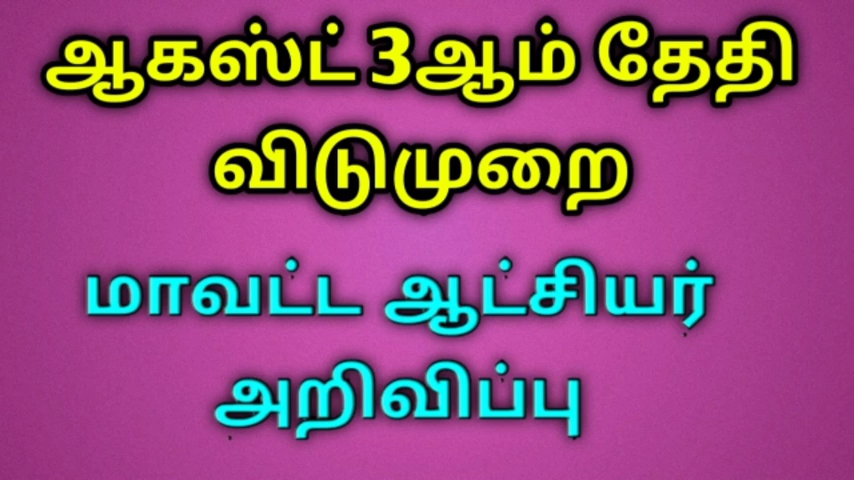 ஆகஸ்ட் 3ஆம் தேதி
விடுமுறை
மாவட்ட ஆட்சியர்
அறிவிப்பு